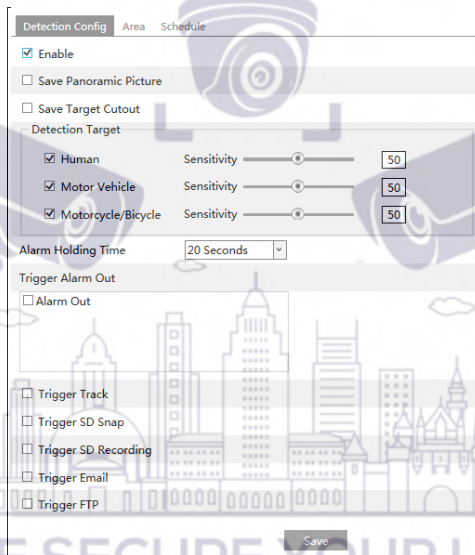 Detection Config Area Schedule
Enable
Save Panoramic Picture
Save Target Cutout
Detection Target
Human Sensitivity 50
Motor Vehicle Sensitivity 50
Motorcycle/Bicycle Sensitivity 50
Alarm Holding Time 20 Seconds
Trigger Alarm Out
Alarm Out
Trigger Track
Trigger SD Snap
Trigger SD Recording
Trigger Email
Trigger FTP
Save
SECURE YOUR